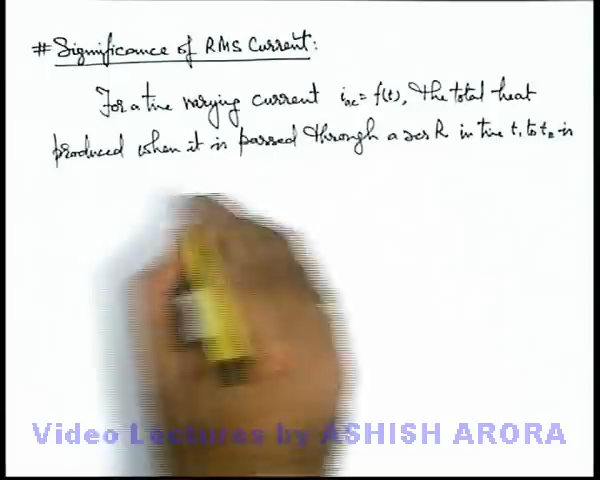 # Significance of RMS Current:
For a time varying current iac = f(t), the total heat
produced when it is passed through a res R in time t1 to t2 is
Video Lectures by ASHISH ARORA